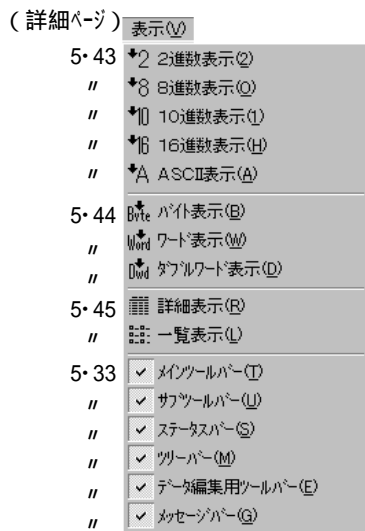 (詳細ページ) 表示(V)
5・43 2 2進数表示(2)
〃 8 8進数表示(O)
〃 10 10進数表示(1)
〃 16 16進数表示(H)
〃 A ASCII表示(A)
5・44 Byte バイト表示(B)
〃 Word ワード表示(W)
〃 Dwd ダブルワード表示(D)
5・45 詳細表示(R)
〃 一覧表示(L)
5・33 メインツールバー(T)
〃 サブツールバー(U)
〃 ステータスバー(S)
〃 ツリーバー(M)
〃 データ編集用ツールバー(E)
〃 メッセージバー(G)